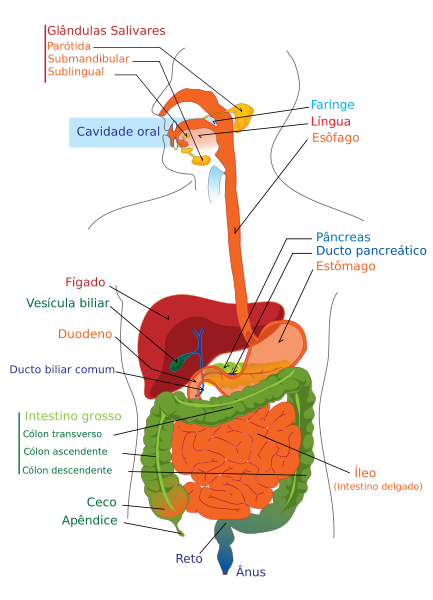 Glândulas Salivares
Parótida
Submandibular
Sublingual
Cavidade oral
Faringe
Língua
Esôfago
Pâncreas
Ducto pancreático
Estômago
Fígado
Vesícula biliar
Duodeno
Ducto biliar comum
Intestino grosso
Cólon transverso
Cólon ascendente
Cólon descendente
Íleo
(Intestino delgado)
Ceco
Apêndice
Reto
Ânus